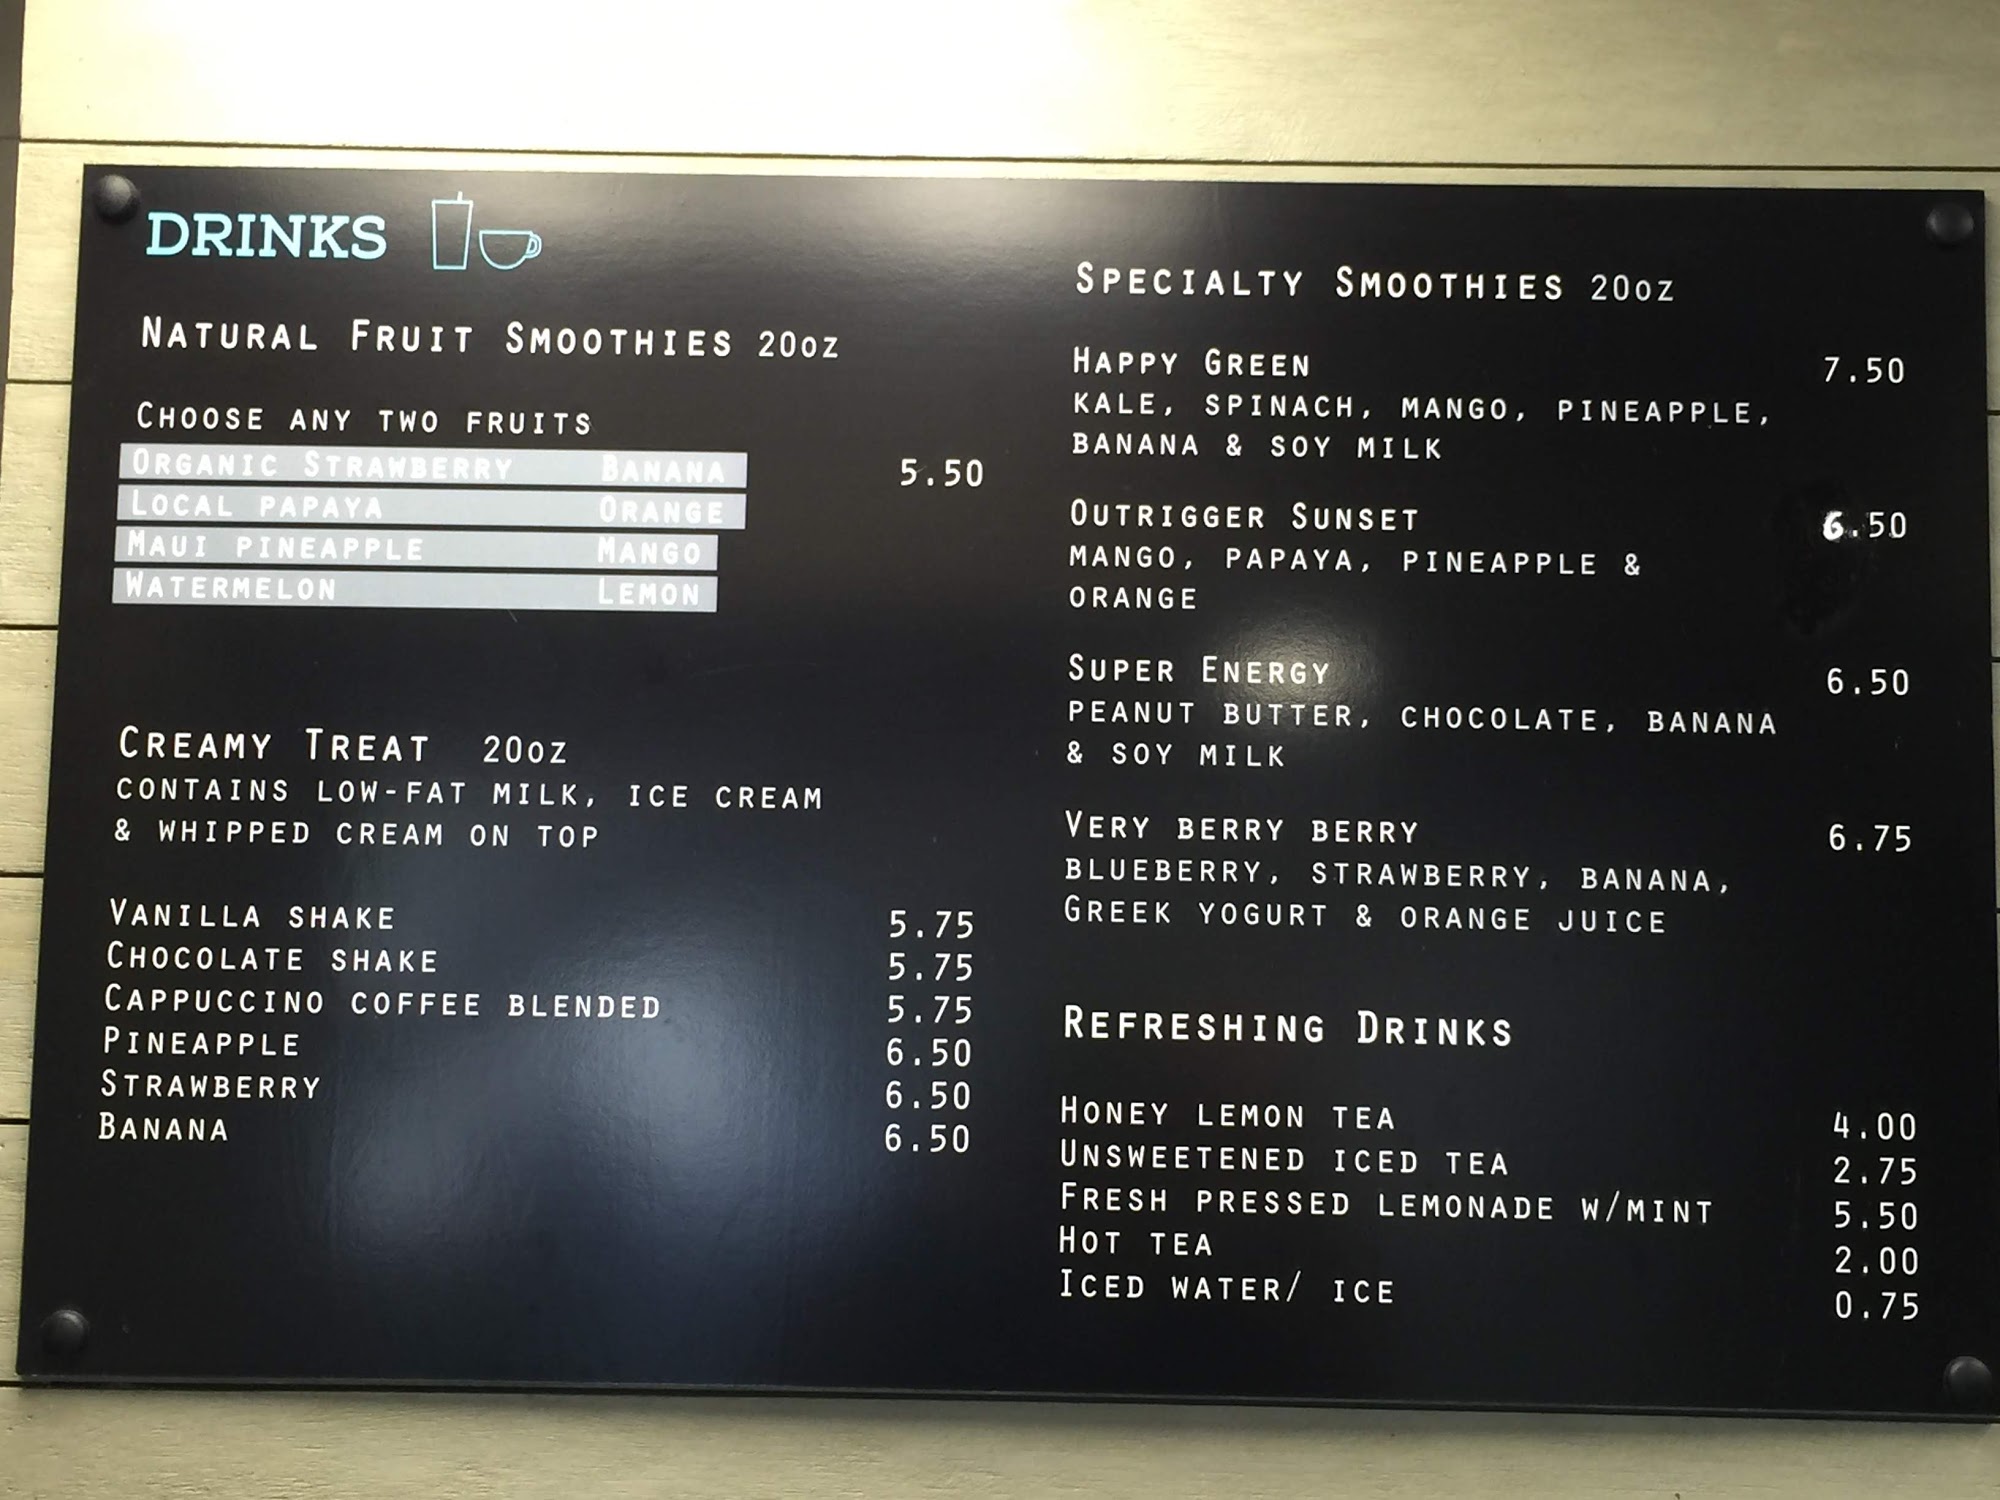 DRINKS
NATURAL FRUIT SMOOTHIES 20OZ
CHOOSE ANY TWO FRUITS
ORGANIC STRAWBERRY BANANA 5.50
LOCAL PAPAYA ORANGE
MAUI PINEAPPLE MANGO
WATERMELON LEMON
CREAMY TREAT 20OZ
CONTAINS LOW-FAT MILK, ICE CREAM
& WHIPPED CREAM ON TOP
VANILLA SHAKE 5.75
CHOCOLATE SHAKE 5.75
CAPPUCCINO COFFEE BLENDED 5.75
PINEAPPLE 6.50
STRAWBERRY 6.50
BANANA 6.50
SPECIALTY SMOOTHIES 20OZ
HAPPY GREEN 7.50
KALE, SPINACH, MANGO, PINEAPPLE,
BANANA & SOY MILK
OUTRIGGER SUNSET 6.50
MANGO, PAPAYA, PINEAPPLE &
ORANGE
SUPER ENERGY 6.50
PEANUT BUTTER, CHOCOLATE, BANANA
& SOY MILK
VERY BERRY BERRY 6.75
BLUEBERRY, STRAWBERRY, BANANA,
GREEK YOGURT & ORANGE JUICE
REFRESHING DRINKS
HONEY LEMON TEA 4.00
UNSWEETENED ICED TEA 2.75
FRESH PRESSED LEMONADE W/MINT 5.50
HOT TEA 2.00
ICED WATER/ ICE 0.75